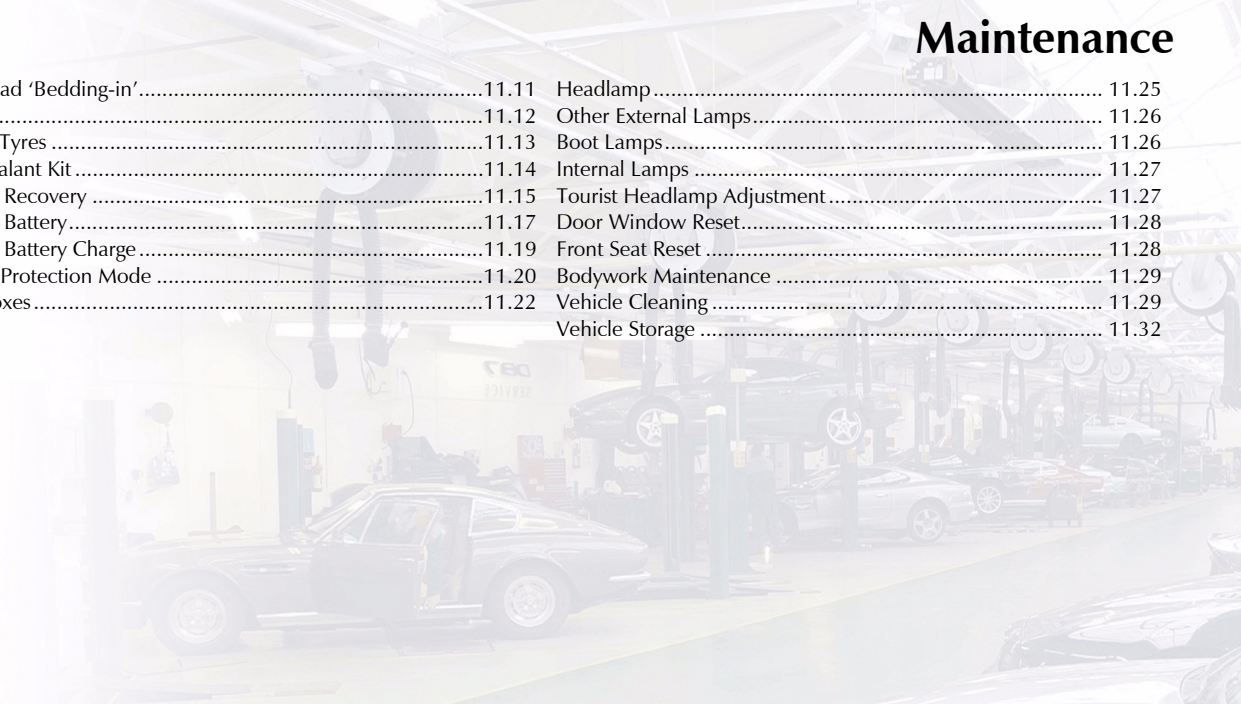 Maintenance
ad ‘Bedding-in’............................................................11.11
....................................................................................11.12
Tyres ...........................................................................11.13
alant Kit.......................................................................11.14
Recovery ....................................................................11.15
Battery........................................................................11.17
Battery Charge............................................................11.19
Protection Mode .........................................................11.20
oxes.............................................................................11.22
Headlamp.............................................................................. 11.25
Other External Lamps............................................................. 11.26
Boot Lamps............................................................................ 11.26
Internal Lamps ....................................................................... 11.27
Tourist Headlamp Adjustment................................................ 11.27
Door Window Reset............................................................... 11.28
Front Seat Reset ..................................................................... 11.28
Bodywork Maintenance ......................................................... 11.29
Vehicle Cleaning.................................................................... 11.29
Vehicle Storage ...................................................................... 11.32
DB7
SERVICE